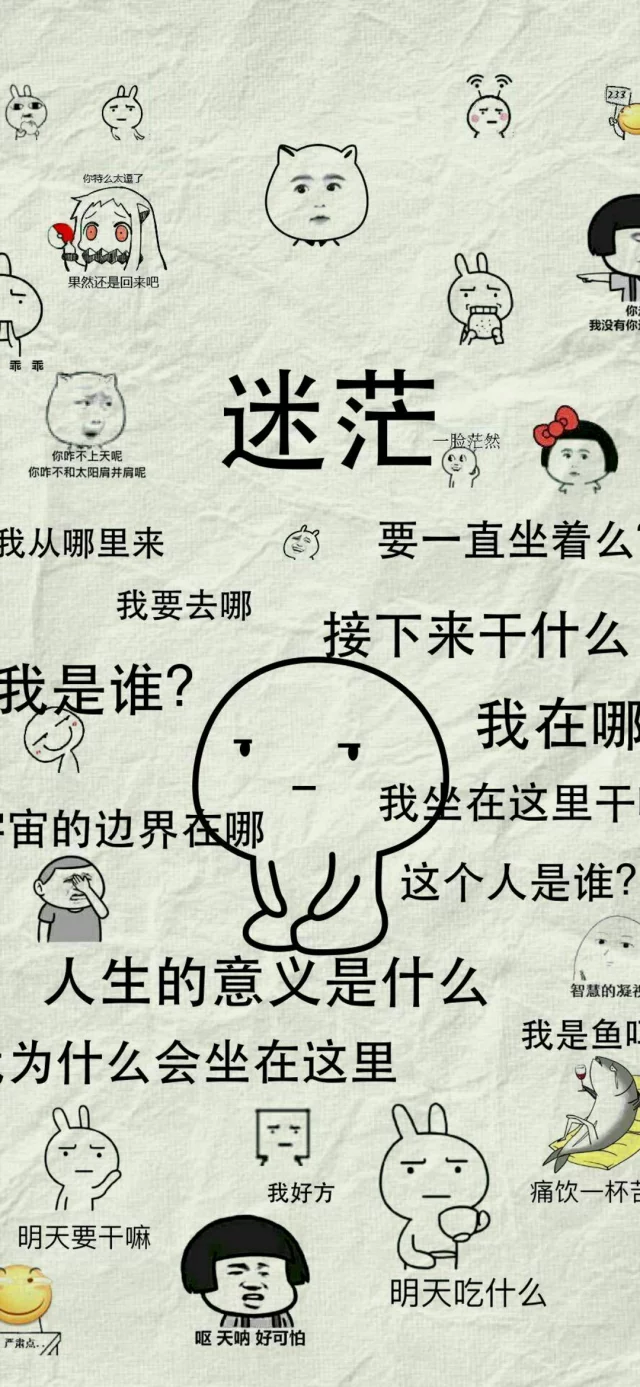 233
你特么太逗了
果然还是回来吧
我没有你
乖 乖
你咋不上天呢
你咋不和太阳肩并肩呢
迷茫
一脸茫然
我从哪里来
要一直坐着么
我要去哪
接下来干什么
我是谁?
我在哪
宇宙的边界在哪
我坐在这里干
这个人是谁?
人生的意义是什么
智慧的凝视
我是鱼
为什么会坐在这里
我好方
痛饮一杯
明天要干嘛
明天吃什么
呕 天呐 好可怕
严肃点..